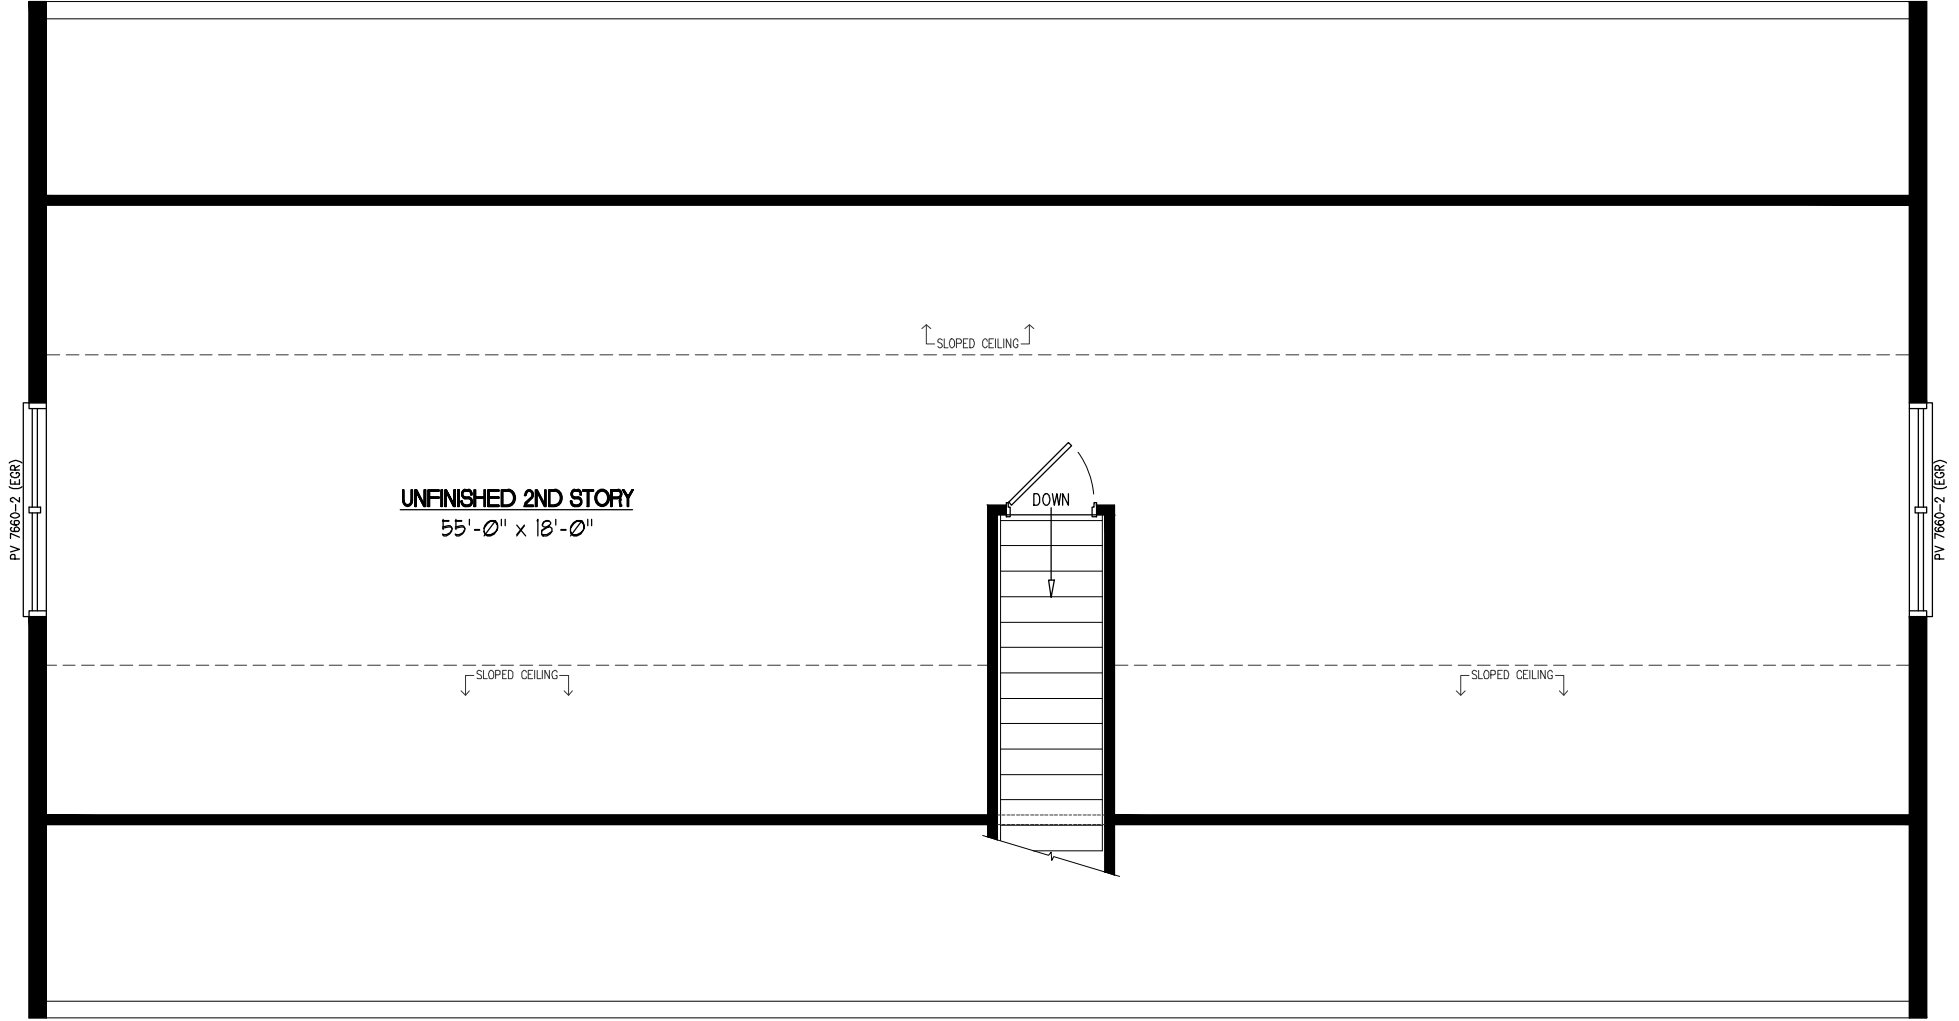 SLOPED CEILING
PV 7660-2 (EGR)
UNFINISHED 2ND STORY
55'-0" x 18'-0"
DOWN
PV 7660-2 (EGR)
SLOPED CEILING
SLOPED CEILING